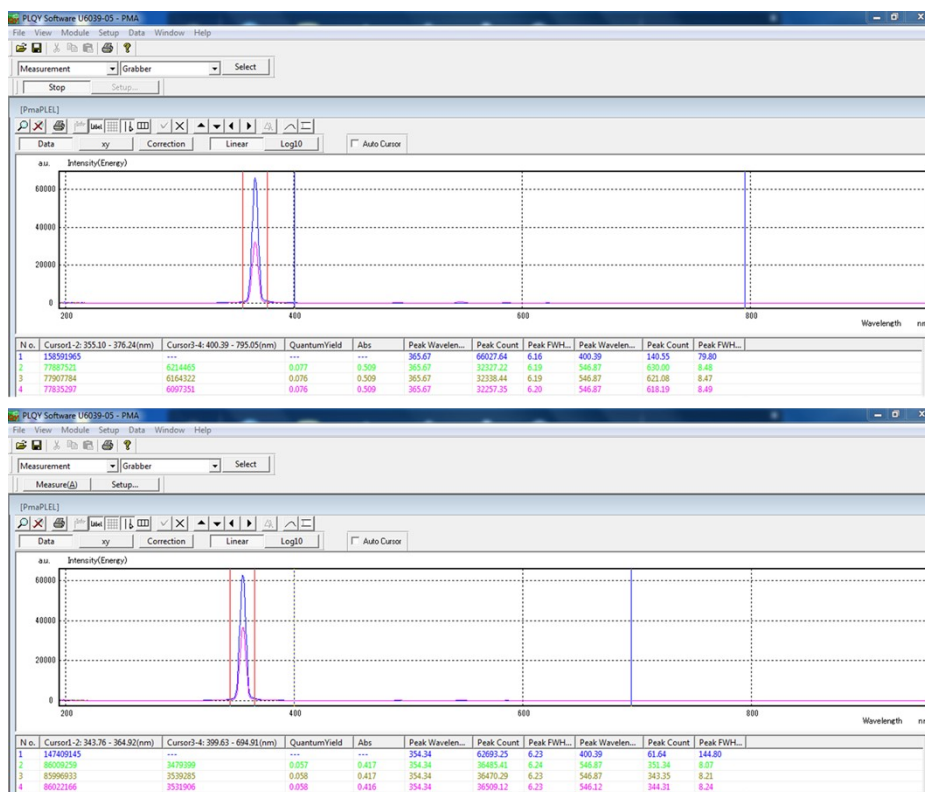 PLQY Software U6039-05 - PMA
File View Module Setup Data Window Help
Measurement Grabber Select
Stop Setup...
[PmaPLEL]
Data xy Correction Linear Log10 Auto Cursor
a.u. Intensity(Energy)
60000
40000
20000
0
200 400 600 800
Wavelength nm
N o. Cursor1-2: 355.10 - 376.24(nm) Cursor3-4: 400.39 - 795.05(nm) QuantumYield Abs Peak Wavelen... Peak Count Peak FWH... Peak Wavelen... Peak Count Peak FWH...
1 158591965 --- --- --- 365.67 66027.64 6.16 400.39 140.55 79.80
2 77887521 6214465 0.077 0.509 365.67 32327.22 6.19 546.87 630.00 8.48
3 77907784 6164322 0.076 0.509 365.67 32338.44 6.19 546.87 621.08 8.47
4 77835297 6097351 0.076 0.509 365.67 32257.35 6.20 546.87 618.19 8.49
PLQY Software U6039-05 - PMA
File View Module Setup Data Window Help
Measurement Grabber Select
Measure(A) Setup...
[PmaPLEL]
Data xy Correction Linear Log10 Auto Cursor
a.u. Intensity(Energy)
60000
40000
20000
0
200 400 600 800
Wavelength nm
N o. Cursor1-2: 343.76 - 364.92(nm) Cursor3-4: 399.63 - 694.91(nm) QuantumYield Abs Peak Wavelen... Peak Count Peak FWH... Peak Wavelen... Peak Count Peak FWH...
1 147409145 --- --- --- 354.34 62693.25 6.23 400.39 61.64 144.80
2 86009259 3479399 0.057 0.417 354.34 36485.41 6.24 546.87 351.34 8.07
3 85996933 3539285 0.058 0.417 354.34 36470.29 6.23 546.87 343.35 8.21
4 86022166 3531906 0.058 0.416 354.34 36509.12 6.23 546.12 344.31 8.24